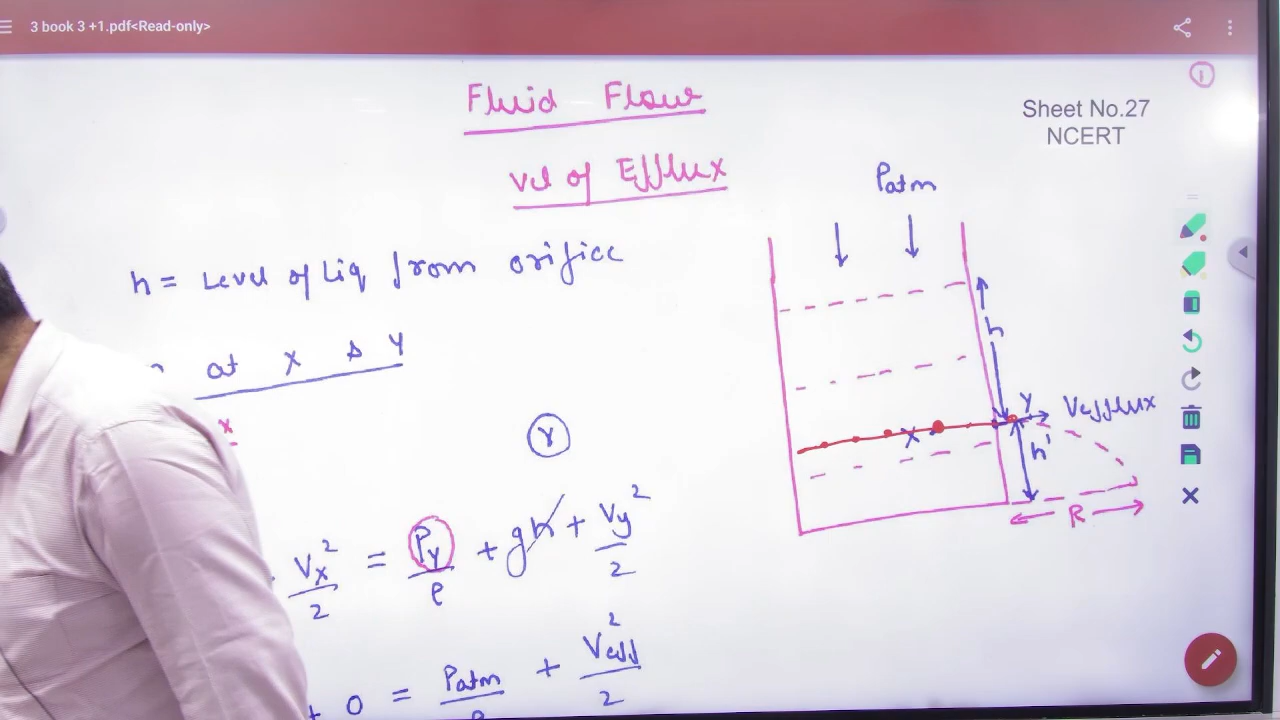 3 book 3 +1.pdf<Read-only>
1
Fluid Flow
Sheet No.27
NCERT
Vel of Efflux
Patm
h = Level of Liq from orifice
h
at X & Y
x
Y
Y Vefflux
X
h'
R
Vx²/2 = Py/ρ + gh + Vy²/2
+ 0 = Patm/ρ + Veff²/2